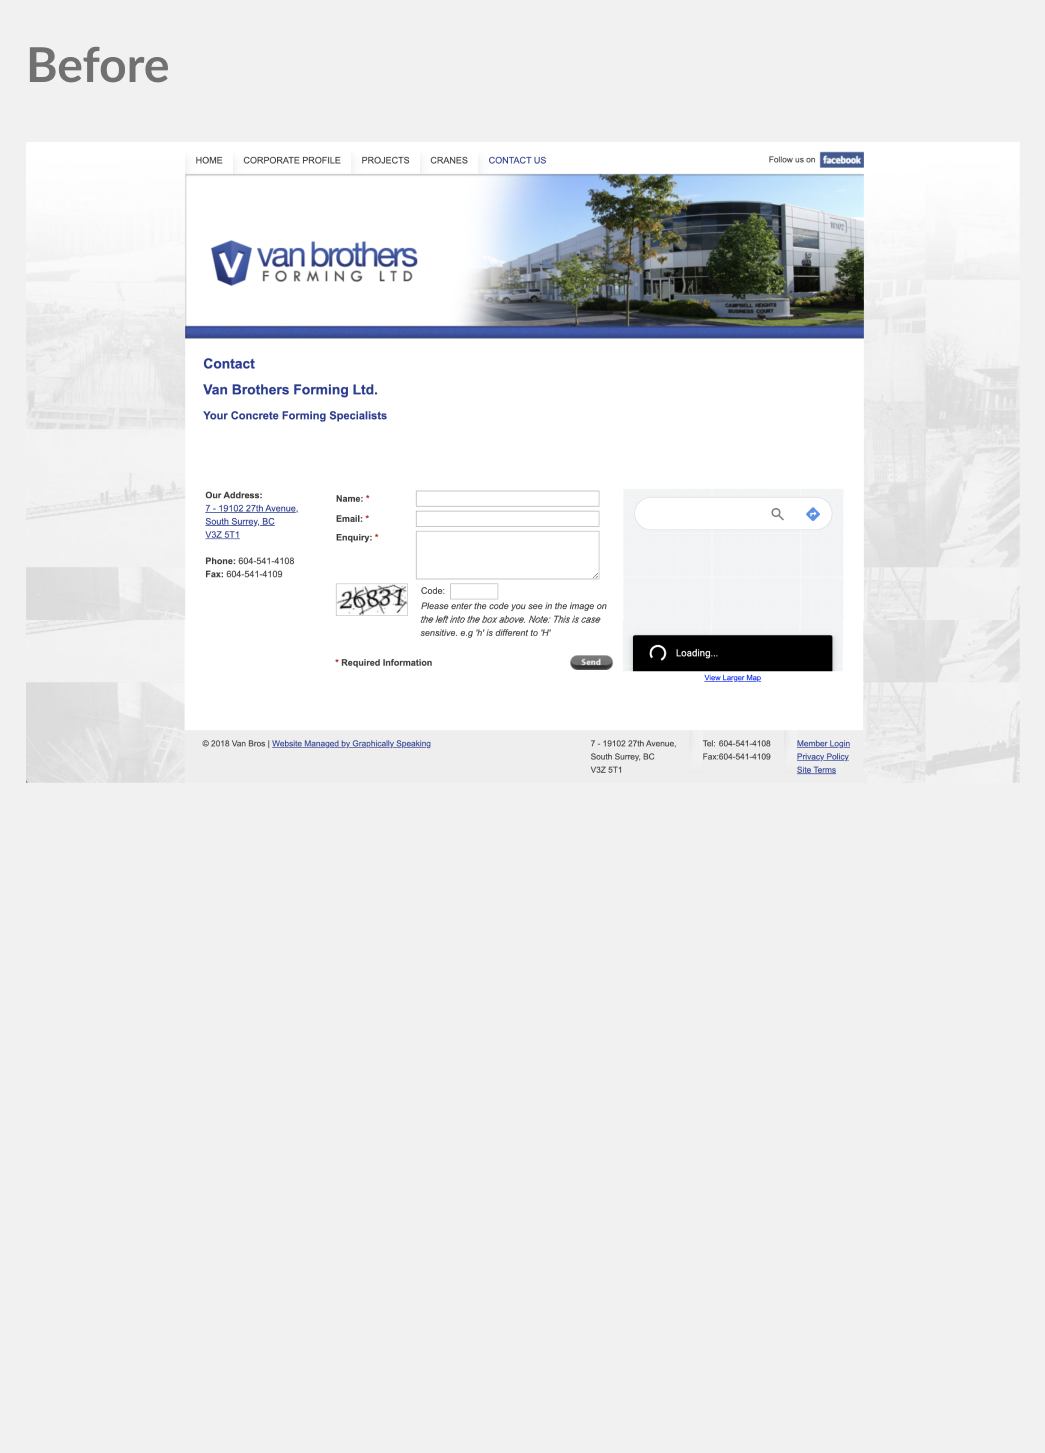 Before
HOME CORPORATE PROFILE PROJECTS CRANES CONTACT US
Follow us on facebook
van brothers
FORMING LTD
CAMPBELL HEIGHTS
BUSINESS COURT
Contact
Van Brothers Forming Ltd.
Your Concrete Forming Specialists
Our Address:
7 - 19102 27th Avenue,
South Surrey, BC
V3Z 5T1
Phone: 604-541-4108
Fax: 604-541-4109
Name: *
Email: *
Enquiry: *
26831
Code:
Please enter the code you see in the image on
the left into the box above. Note: This is case
sensitive. e.g 'h' is different to 'H'
* Required Information
Send
Loading...
View Larger Map
© 2018 Van Bros | Website Managed by Graphically Speaking
7 - 19102 27th Avenue,
South Surrey, BC
V3Z 5T1
Tel: 604-541-4108
Fax:604-541-4109
Member Login
Privacy Policy
Site Terms